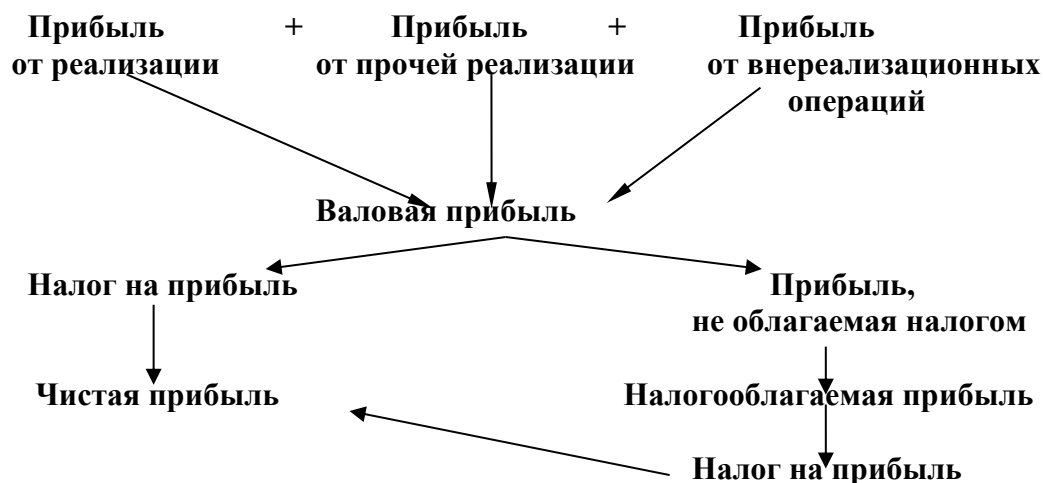 Прибыль + Прибыль + Прибыль
от реализации от прочей реализации от внереализационных
операций
Валовая прибыль
Налог на прибыль Прибыль,
не облагаемая налогом
Чистая прибыль Налогооблагаемая прибыль
Налог на прибыль